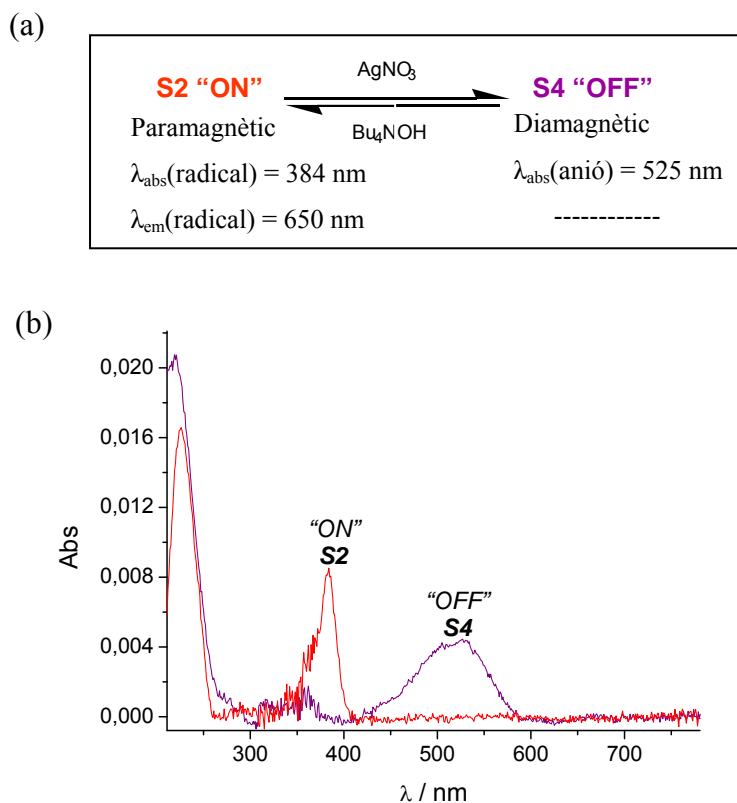 (a)
AgNO₃
S2 “ON” S4 “OFF”
Bu₄NOH
Paramagnètic Diamagnètic
λabs(radical) = 384 nm λabs(anió) = 525 nm
λem(radical) = 650 nm ------------
(b)
0,020
0,016
0,012
0,008
0,004
0,000
Abs
“ON”
S2
“OFF”
S4
300 400 500 600 700
λ / nm